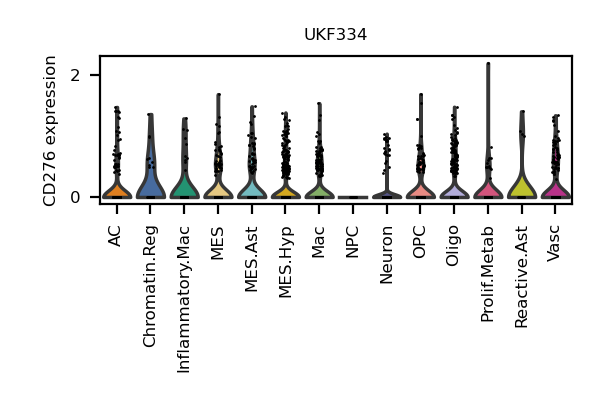 UKF334
CD276 expression
2
0
AC
Chromatin.Reg
Inflammatory.Mac
MES
MES.Ast
MES.Hyp
Mac
NPC
Neuron
OPC
Oligo
Prolif.Metab
Reactive.Ast
Vasc